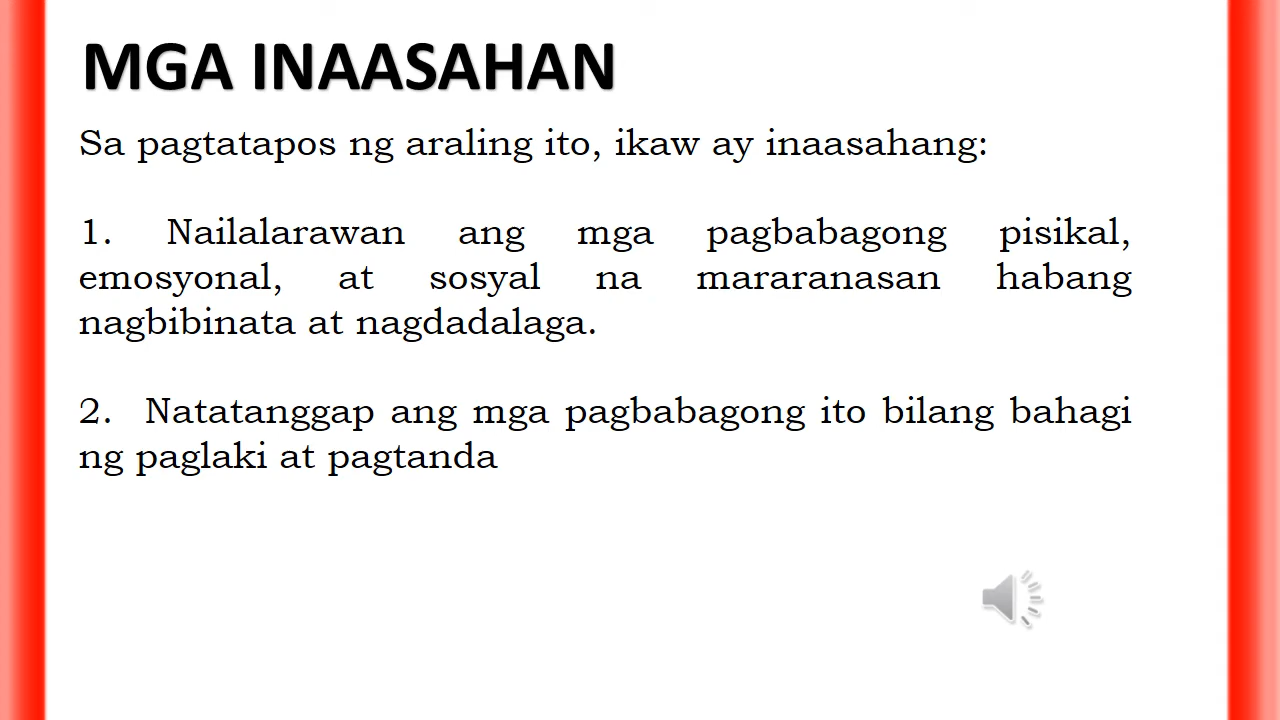 MGA INAASAHAN
Sa pagtatapos ng araling ito, ikaw ay inaasahang:
1. Nailalarawan ang mga pagbabagong pisikal,
emosyonal, at sosyal na mararanasan habang
nagbibinata at nagdadalaga.
2. Natatanggap ang mga pagbabagong ito bilang bahagi
ng paglaki at pagtanda